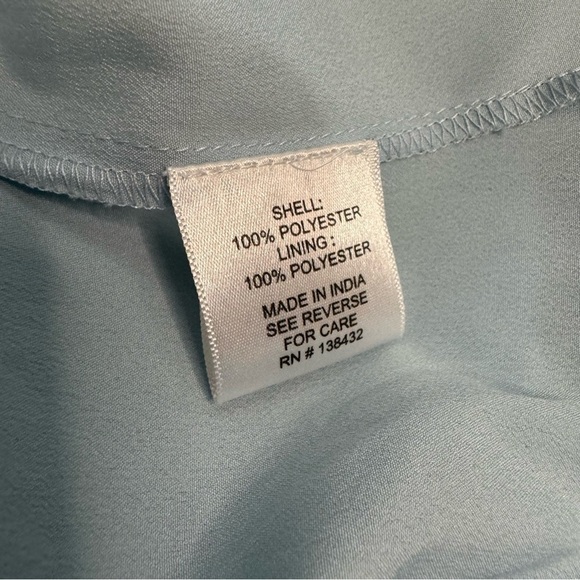 SHELL:
100% POLYESTER
LINING :
100% POLYESTER
MADE IN INDIA
SEE REVERSE
FOR CARE
RN # 138432